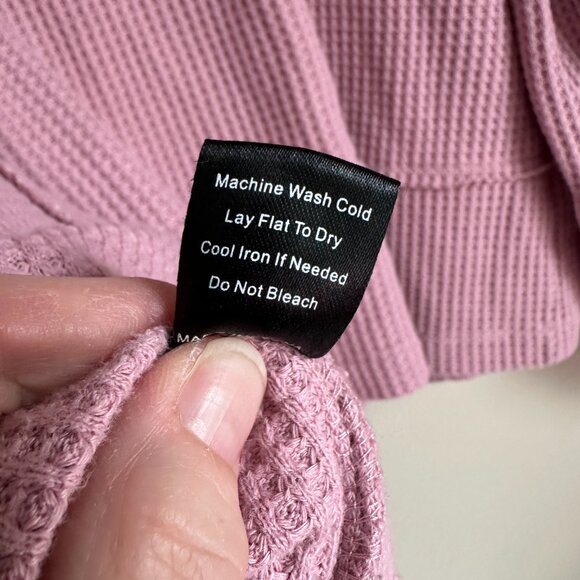 Machine Wash Cold
Lay Flat To Dry
Cool Iron If Needed
Do Not Bleach